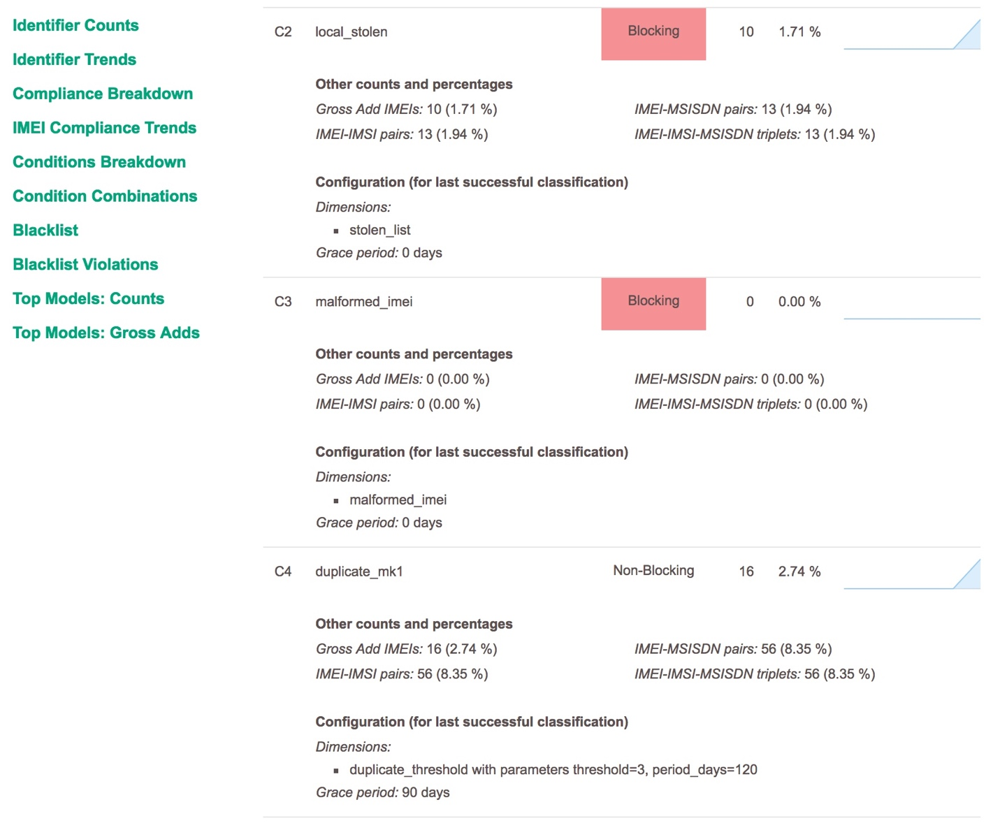 Identifier Counts
Identifier Trends
Compliance Breakdown
IMEI Compliance Trends
Conditions Breakdown
Condition Combinations
Blacklist
Blacklist Violations
Top Models: Counts
Top Models: Gross Adds
C2 local_stolen Blocking 10 1.71 %
Other counts and percentages
Gross Add IMEIs: 10 (1.71 %) IMEI-MSISDN pairs: 13 (1.94 %)
IMEI-IMSI pairs: 13 (1.94 %) IMEI-IMSI-MSISDN triplets: 13 (1.94 %)
Configuration (for last successful classification)
Dimensions:
▪ stolen_list
Grace period: 0 days
C3 malformed_imei Blocking 0 0.00 %
Other counts and percentages
Gross Add IMEIs: 0 (0.00 %) IMEI-MSISDN pairs: 0 (0.00 %)
IMEI-IMSI pairs: 0 (0.00 %) IMEI-IMSI-MSISDN triplets: 0 (0.00 %)
Configuration (for last successful classification)
Dimensions:
▪ malformed_imei
Grace period: 0 days
C4 duplicate_mk1 Non-Blocking 16 2.74 %
Other counts and percentages
Gross Add IMEIs: 16 (2.74 %) IMEI-MSISDN pairs: 56 (8.35 %)
IMEI-IMSI pairs: 56 (8.35 %) IMEI-IMSI-MSISDN triplets: 56 (8.35 %)
Configuration (for last successful classification)
Dimensions:
▪ duplicate_threshold with parameters threshold=3, period_days=120
Grace period: 90 days